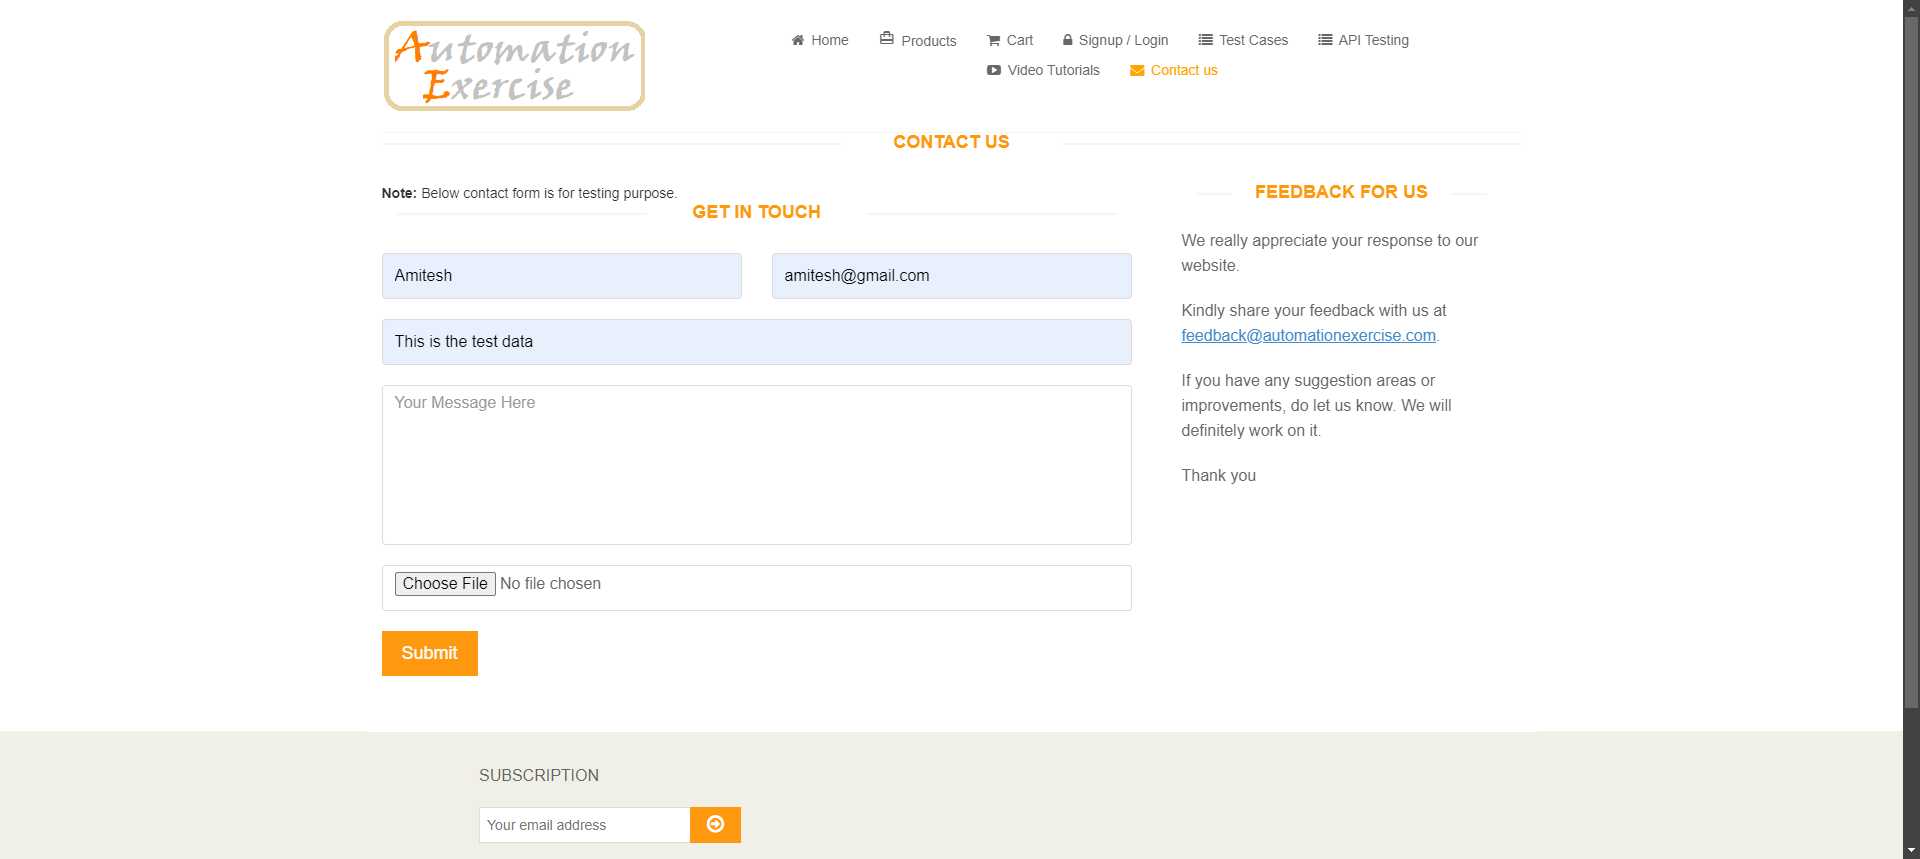 Automation
Exercise
Home
Products
Cart
Signup / Login
Test Cases
API Testing
Video Tutorials
Contact us
CONTACT US
Note: Below contact form is for testing purpose.
GET IN TOUCH
Amitesh
amitesh@gmail.com
This is the test data
Your Message Here
Choose File No file chosen
Submit
FEEDBACK FOR US
We really appreciate your response to our
website.
Kindly share your feedback with us at
feedback@automationexercise.com.
If you have any suggestion areas or
improvements, do let us know. We will
definitely work on it.
Thank you
SUBSCRIPTION
Your email address